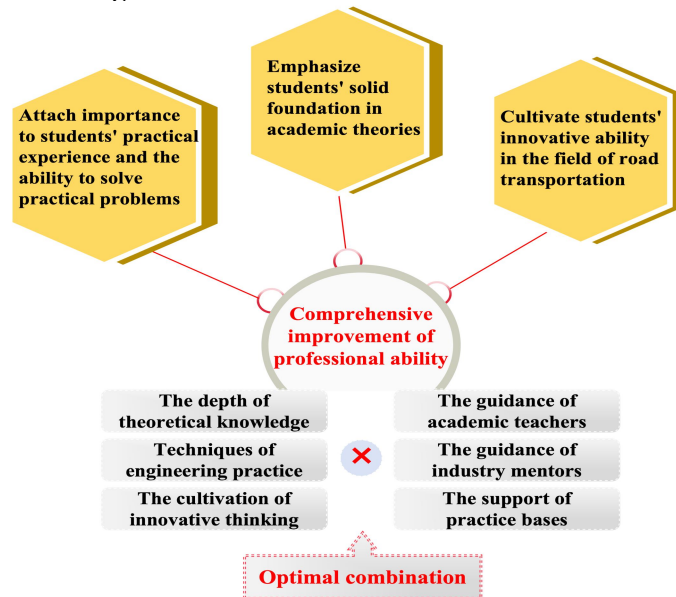 Attach importance
to students' practical
experience and the
ability to solve
practical problems
Emphasize
students' solid
foundation in
academic theories
Cultivate students'
innovative ability
in the field of road
transportation
Comprehensive
improvement of
professional ability
The depth of
theoretical knowledge
Techniques of
engineering practice
The cultivation of
innovative thinking
The guidance of
academic teachers
The guidance of
industry mentors
The support of
practice bases
Optimal combination